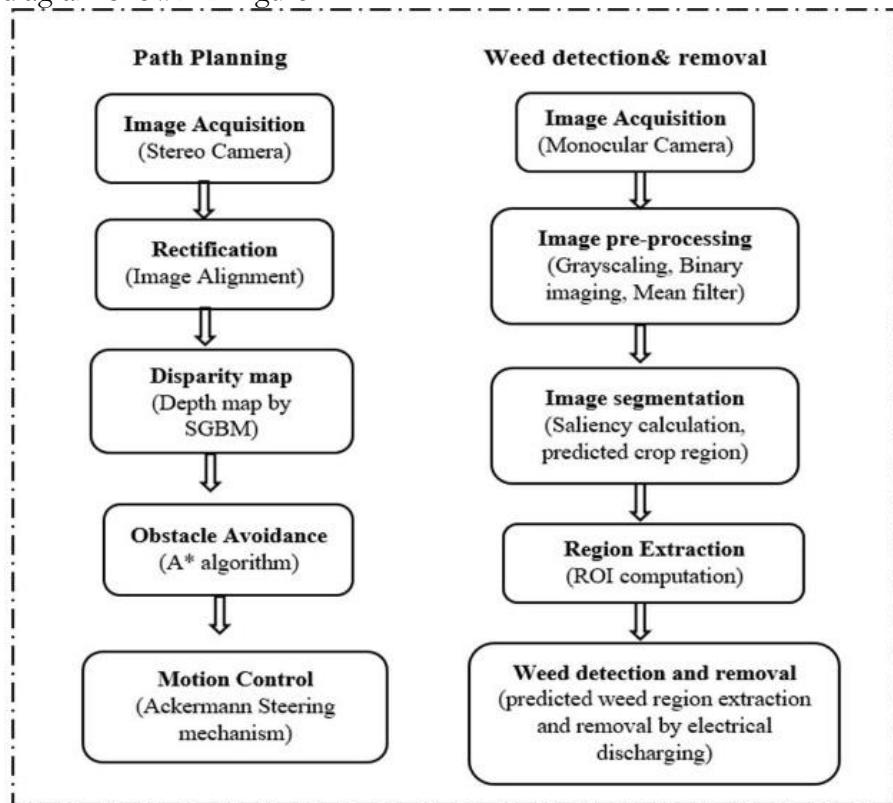 Path Planning
Image Acquisition
(Stereo Camera)
Rectification
(Image Alignment)
Disparity map
(Depth map by
SGBM)
Obstacle Avoidance
(A* algorithm)
Motion Control
(Ackermann Steering
mechanism)
Weed detection& removal
Image Acquisition
(Monocular Camera)
Image pre-processing
(Grayscaling, Binary
imaging, Mean filter)
Image segmentation
(Saliency calculation,
predicted crop region)
Region Extraction
(ROI computation)
Weed detection and removal
(predicted weed region extraction
and removal by electrical
discharging)